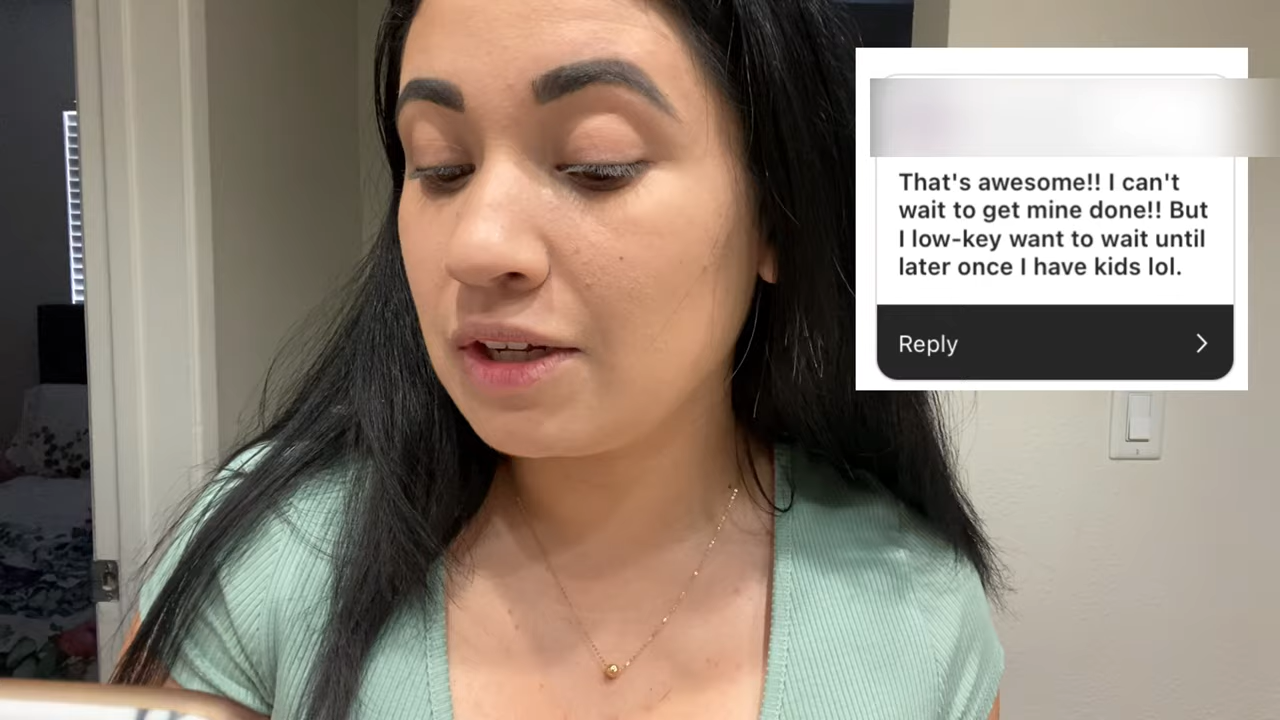 That's awesome!! I can't
wait to get mine done!! But
I low-key want to wait until
later once I have kids lol.
Reply